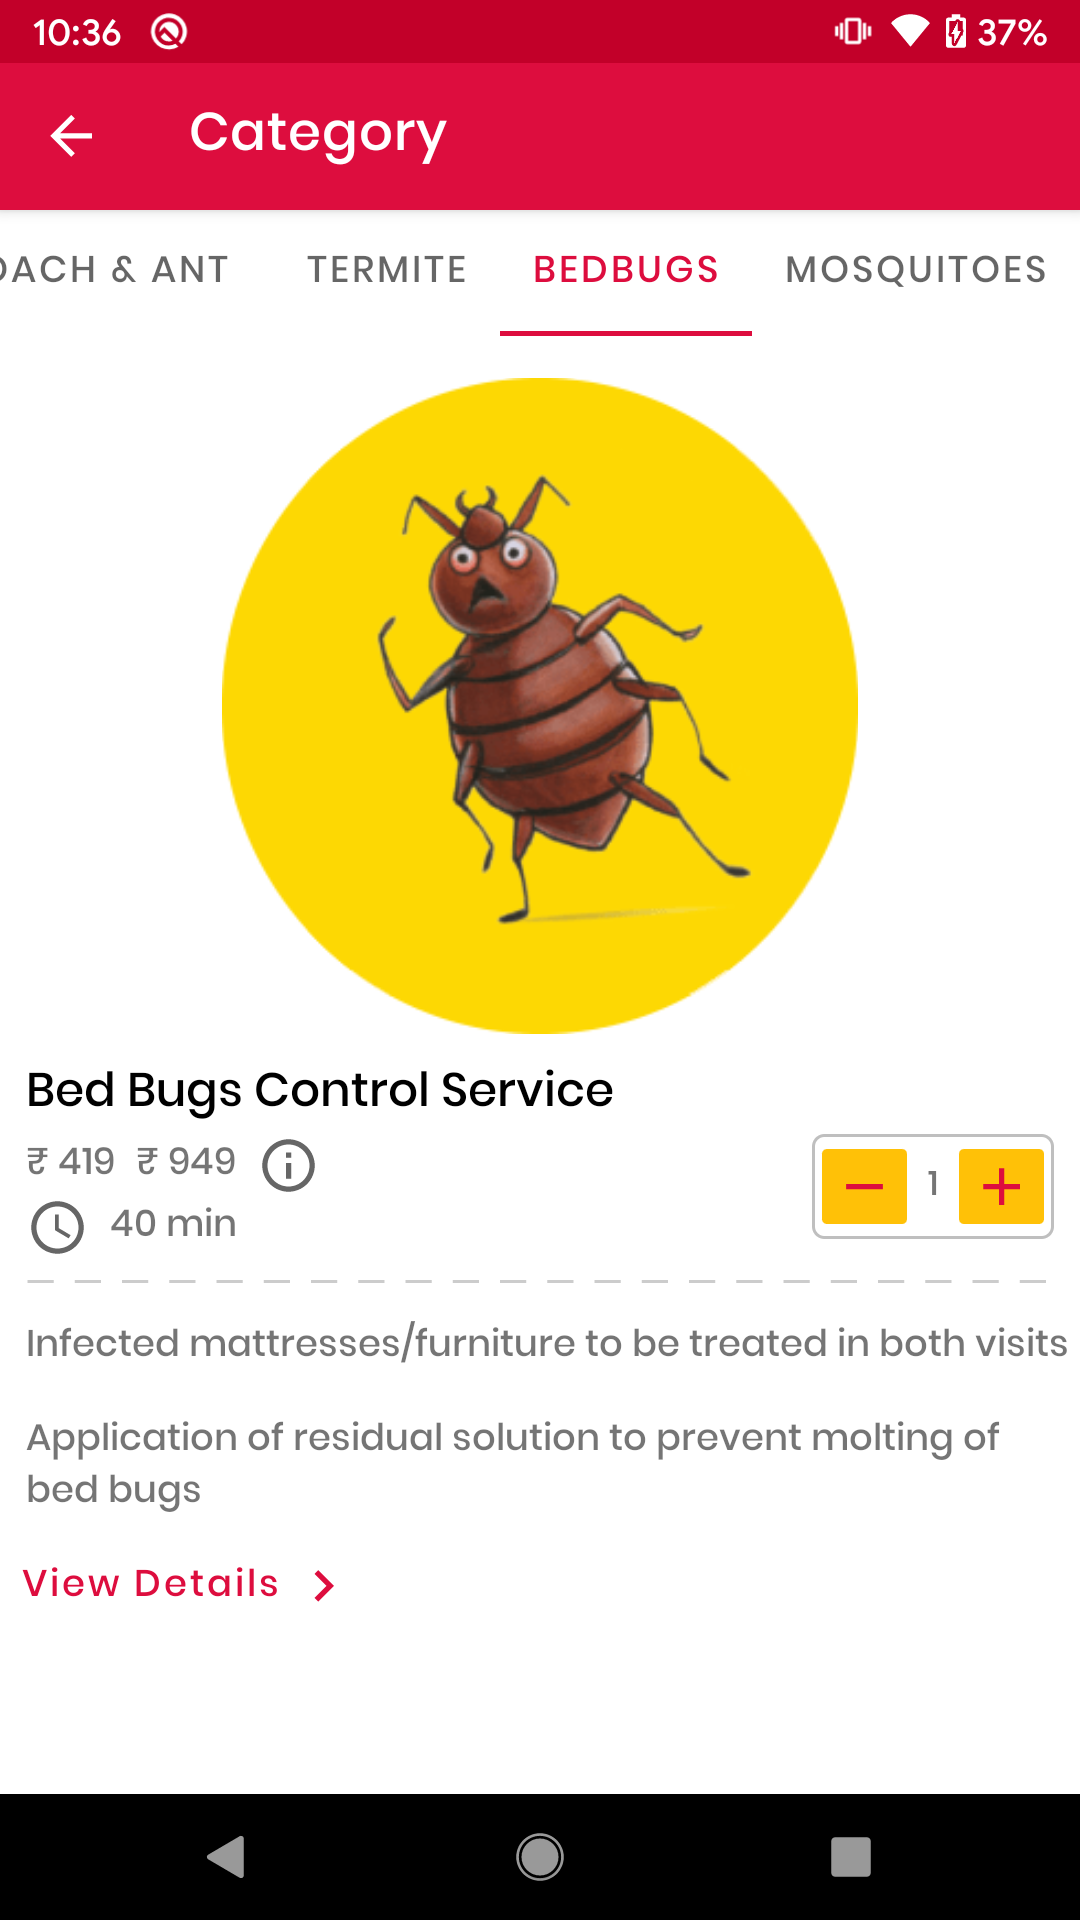 10:36 37%
Category
OACH & ANT TERMITE BEDBUGS MOSQUITOES
Bed Bugs Control Service
₹ 419 ₹ 949
1
40 min
Infected mattresses/furniture to be treated in both visits
Application of residual solution to prevent molting of
bed bugs
View Details